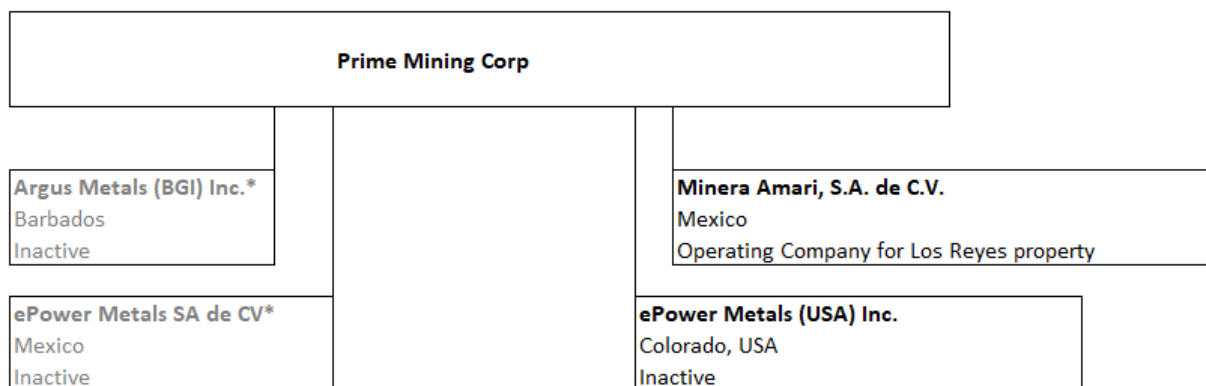 Prime Mining Corp
Argus Metals (BGI) Inc.*
Barbados
Inactive
Minera Amari, S.A. de C.V.
Mexico
Operating Company for Los Reyes property
ePower Metals SA de CV*
Mexico
Inactive
ePower Metals (USA) Inc.
Colorado, USA
Inactive